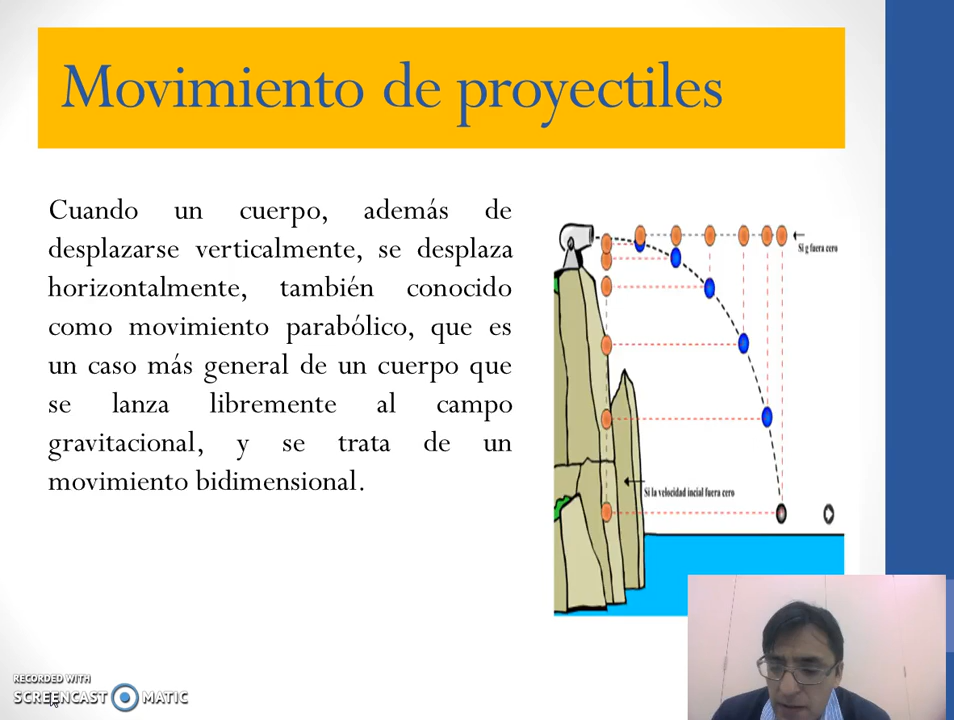 Movimiento de proyectiles
Cuando un cuerpo, además de
desplazarse verticalmente, se desplaza
horizontalmente, también conocido
como movimiento parabólico, que es
un caso más general de un cuerpo que
se lanza libremente al campo
gravitacional, y se trata de un
movimiento bidimensional.
Si g fuera cero
Si la velocidad incial fuera cero
RECORDED WITH
SCREENCAST MATIC